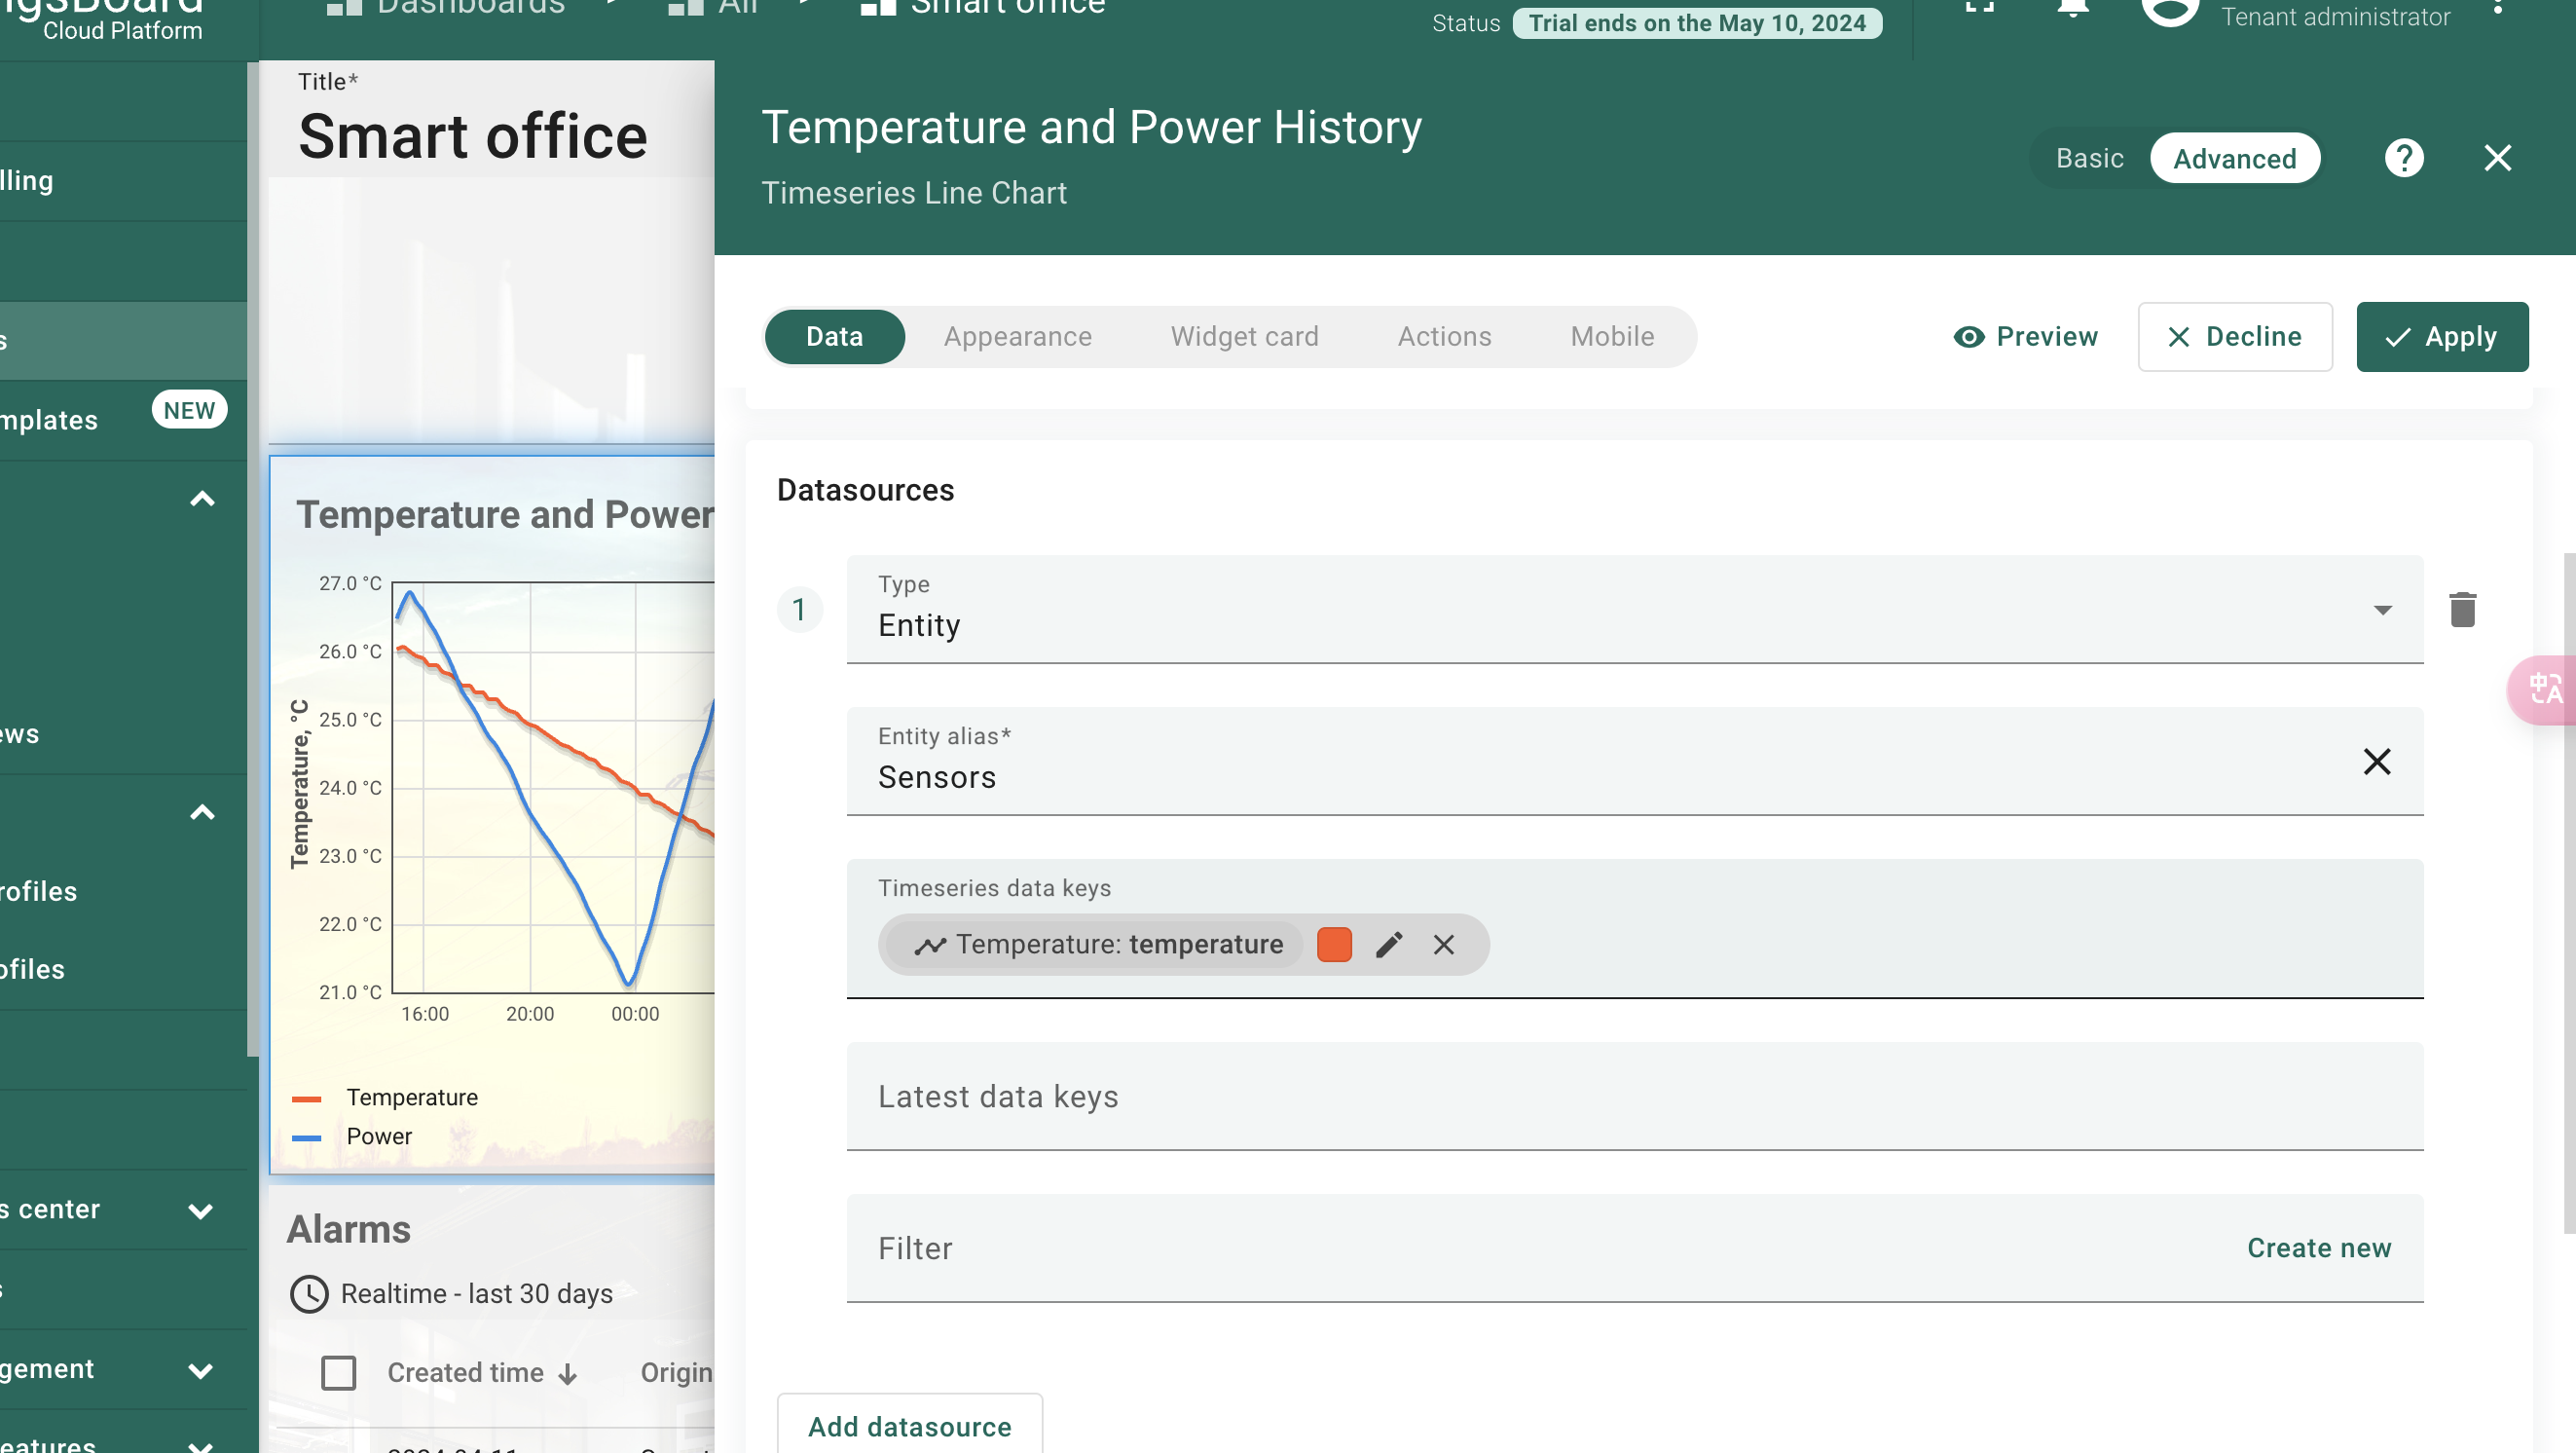 Cloud Platform
Dashboards > All > Smart office
Status Trial ends on the May 10, 2024
Tenant administrator
lling
s
mplates NEW
ews
rofiles
ofiles
s center
gement
eatures
Title*
Smart office
Temperature and Power
27.0 °C
26.0 °C
25.0 °C
24.0 °C
23.0 °C
22.0 °C
21.0 °C
Temperature, °C
16:00 20:00 00:00
Temperature
Power
Alarms
Realtime - last 30 days
Created time Origin
Temperature and Power History
Timeseries Line Chart
Basic Advanced
Data Appearance Widget card Actions Mobile
Preview Decline Apply
Datasources
1
Type
Entity
Entity alias*
Sensors
Timeseries data keys
Temperature: temperature
Latest data keys
Filter Create new
Add datasource
中A